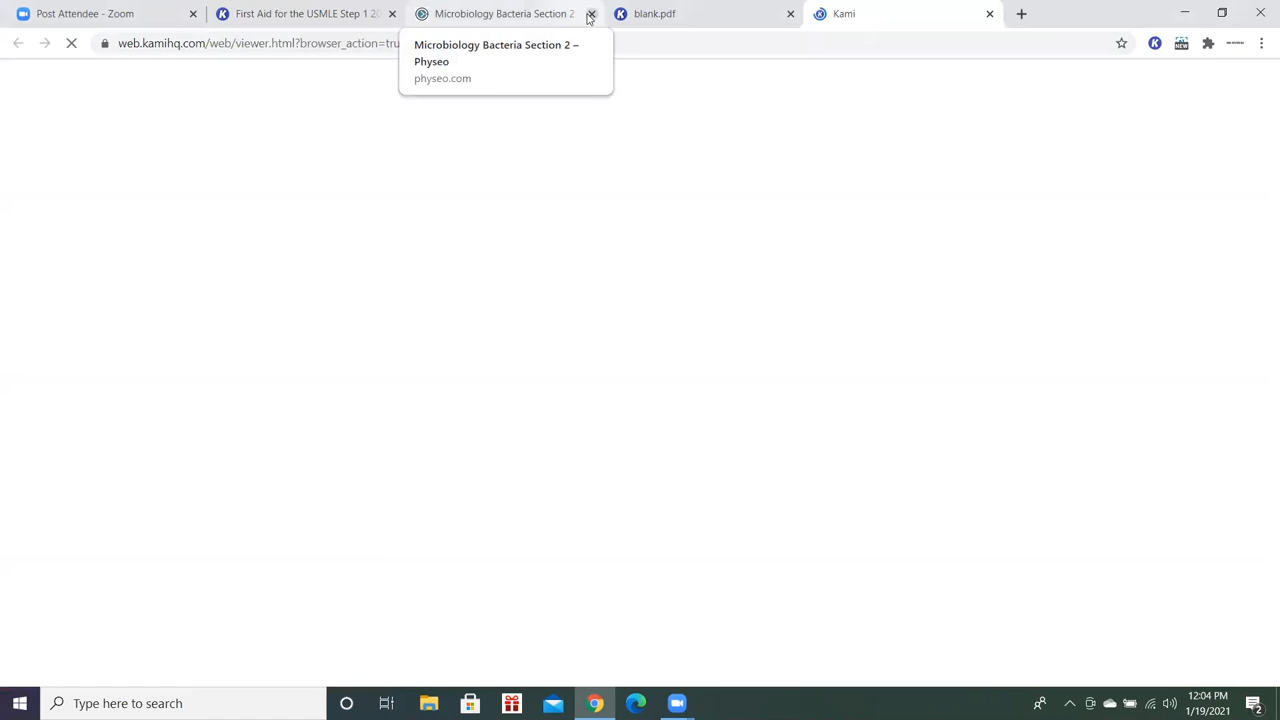 Post Attendee - Zoom
First Aid for the USMLE Step 1 20
Microbiology Bacteria Section 2
blank.pdf
Kami
web.kamihq.com/web/viewer.html?browser_action=tru
Microbiology Bacteria Section 2 –
Physeo
physeo.com
Type here to search
12:04 PM
1/19/2021
2